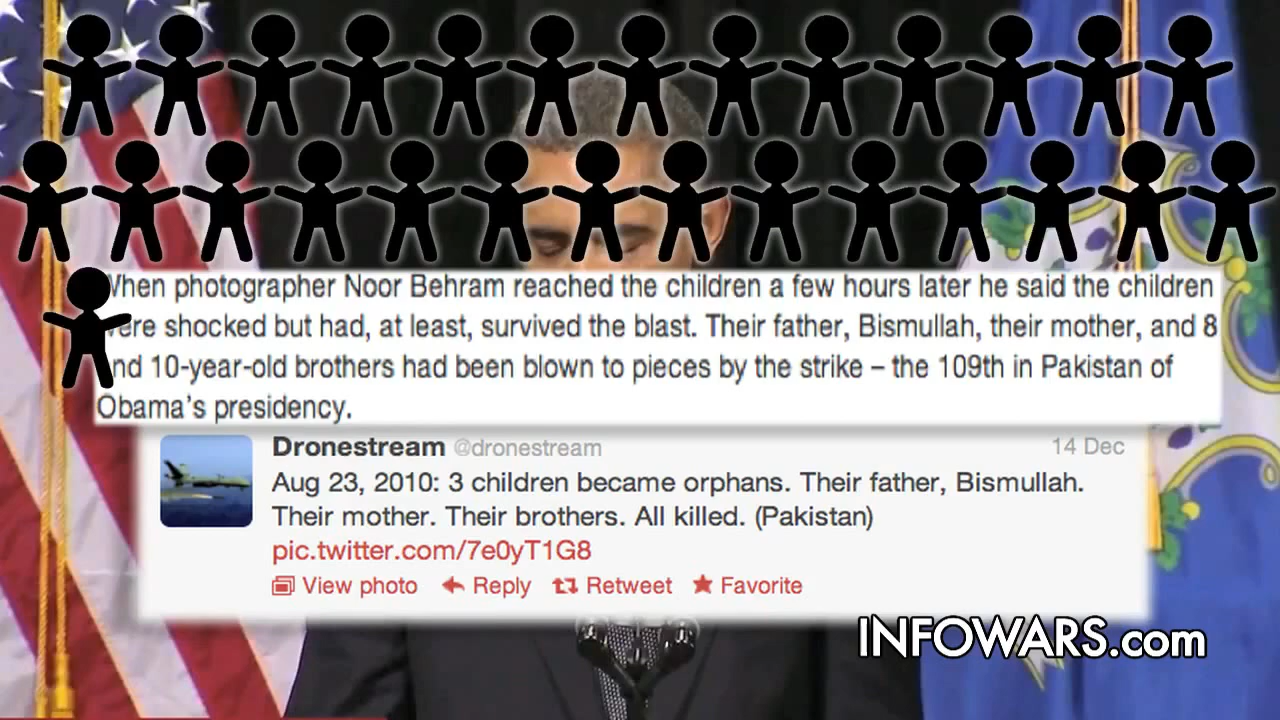 When photographer Noor Behram reached the children a few hours later he said the children
were shocked but had, at least, survived the blast. Their father, Bismullah, their mother, and 8
and 10-year-old brothers had been blown to pieces by the strike – the 109th in Pakistan of
Obama's presidency.
Dronestream @dronestream 14 Dec
Aug 23, 2010: 3 children became orphans. Their father, Bismullah.
Their mother. Their brothers. All killed. (Pakistan)
pic.twitter.com/7e0yT1G8
View photo Reply Retweet Favorite
INFOWARS.com